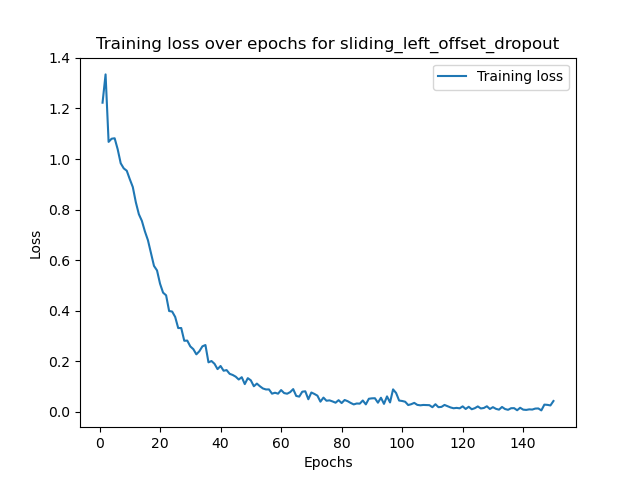 Training loss over epochs for sliding_left_offset_dropout
Training loss
Loss
1.4
1.2
1.0
0.8
0.6
0.4
0.2
0.0
0 20 40 60 80 100 120 140
Epochs